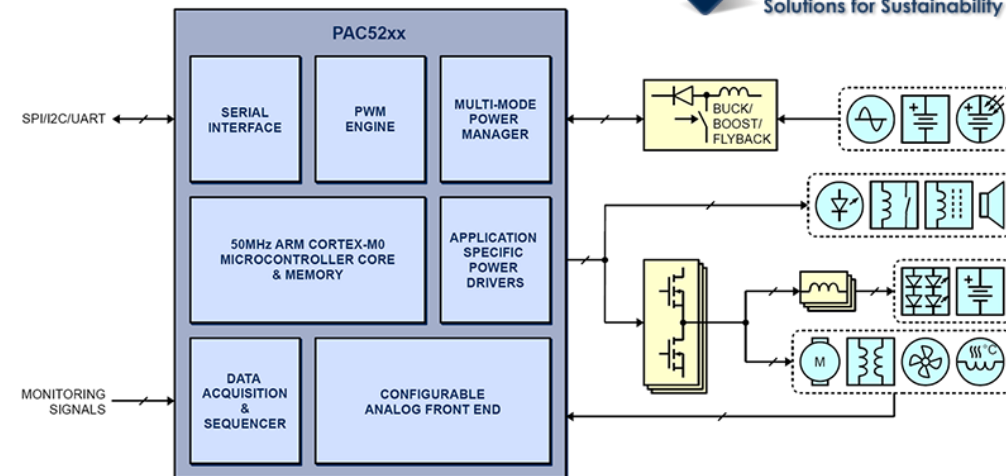 Solutions for Sustainability
PAC52xx
SPI/I2C/UART
SERIAL
INTERFACE
PWM
ENGINE
MULTI-MODE
POWER
MANAGER
BUCK/
BOOST/
FLYBACK
50MHz ARM CORTEX-M0
MICROCONTROLLER CORE
& MEMORY
APPLICATION
SPECIFIC
POWER
DRIVERS
MONITORING
SIGNALS
DATA
ACQUISITION
&
SEQUENCER
CONFIGURABLE
ANALOG FRONT END
M
°C